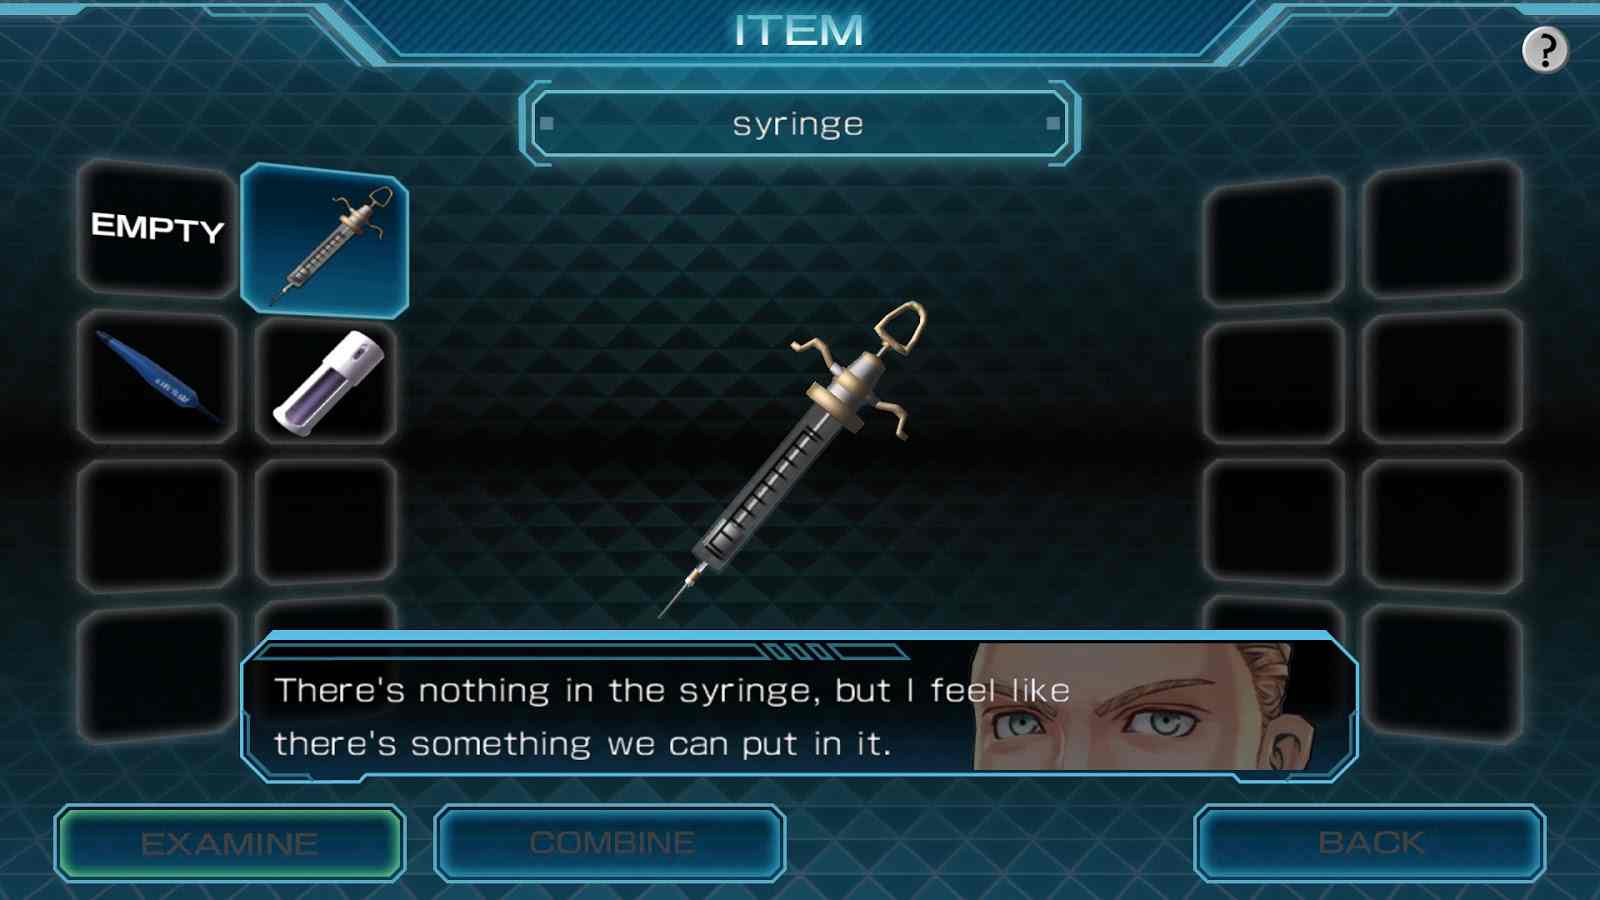 ITEM
?
syringe
EMPTY
There's nothing in the syringe, but I feel like
there's something we can put in it.
EXAMINE
COMBINE
BACK